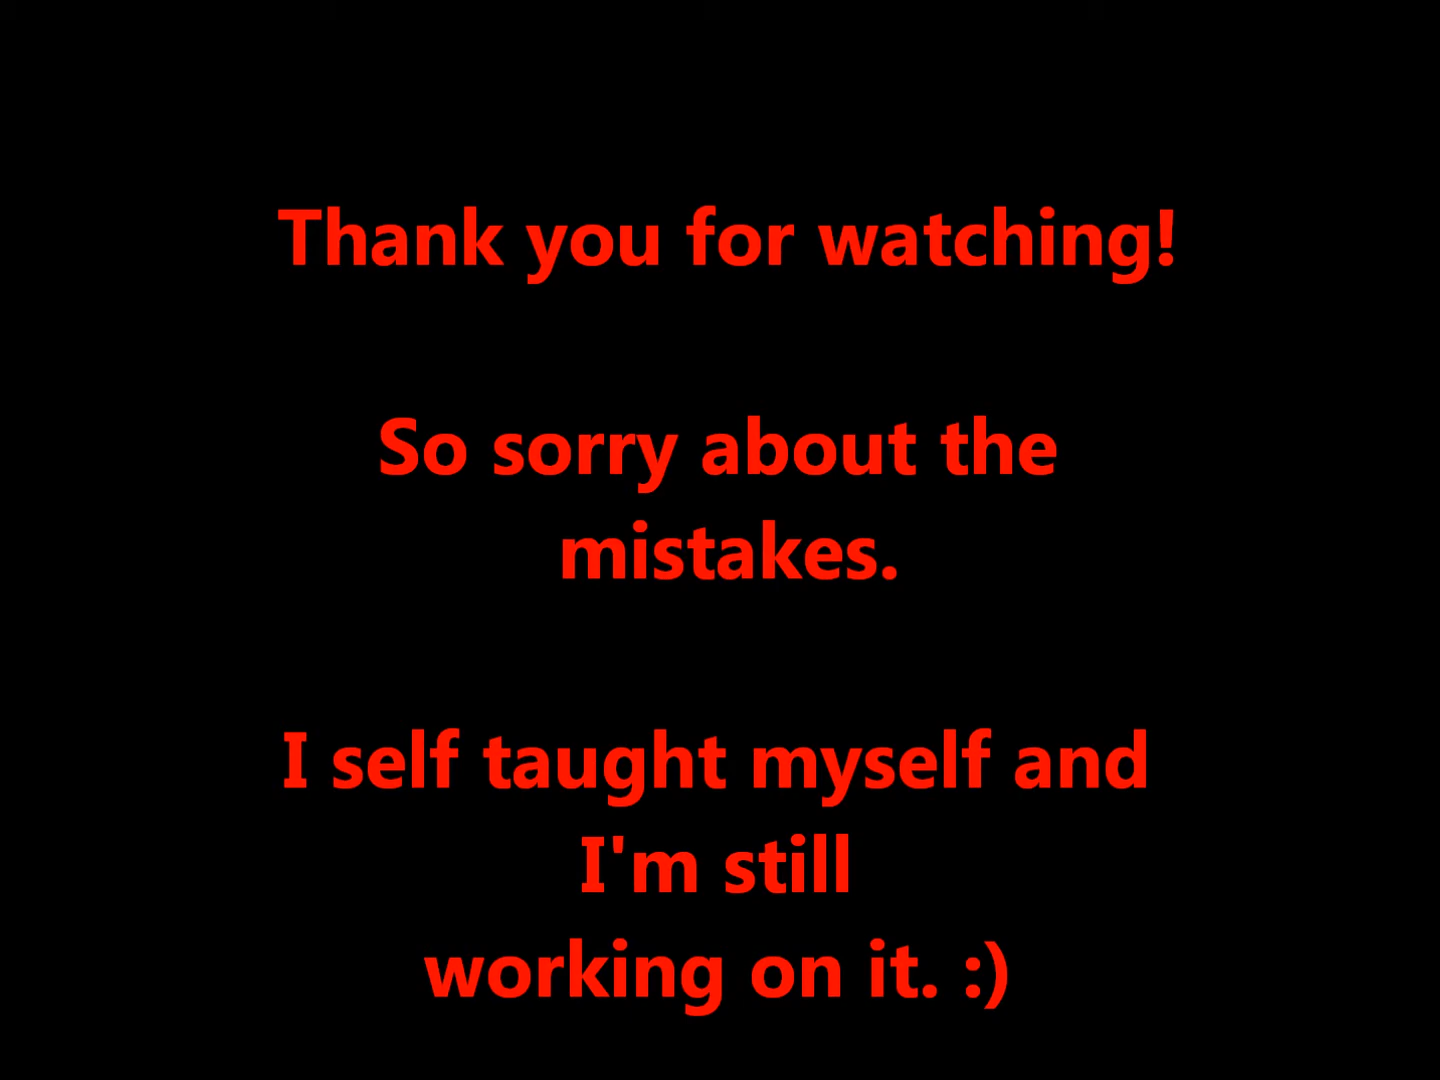 Thank you for watching!
So sorry about the
mistakes.
I self taught myself and
I'm still
working on it. :)